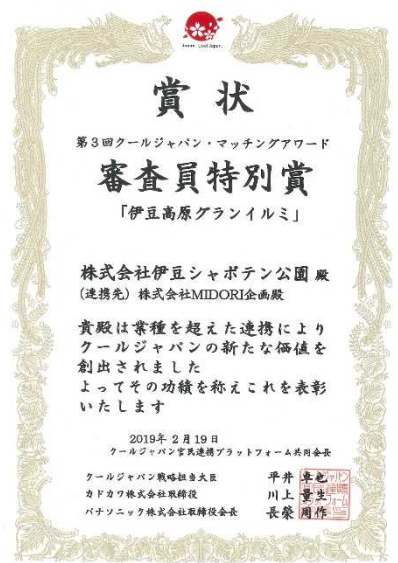 賞状
第3回クールジャパン・マッチングアワード
審査員特別賞
「伊豆高原グランイルミ」
株式会社伊豆シャボテン公園 殿
(連携先) 株式会社MIDORI企画殿
貴殿は業種を超えた連携により
クールジャパンの新たな価値を
創出されました
よってその功績を称えこれを表彰
いたします
2019年2月19日
クールジャパン官民連携プラットフォーム共同会長
クールジャパン戦略担当大臣 平井 卓也
カドカワ株式会社取締役 川上 量生
パナソニック株式会社取締役会長 長榮 周作